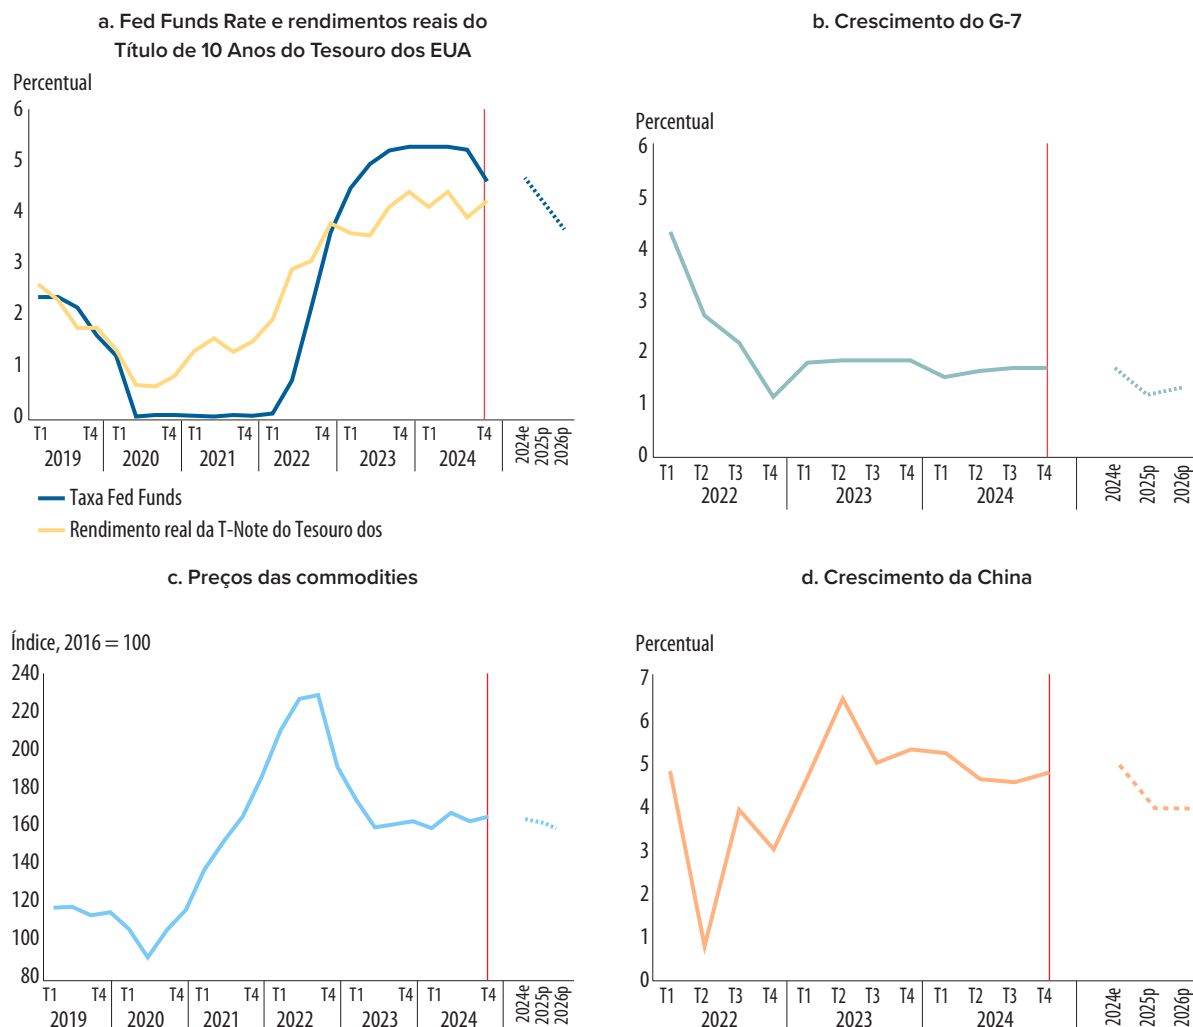 a. Fed Funds Rate e rendimentos reais do
Título de 10 Anos do Tesouro dos EUA
Percentual
6
5
4
3
2
1
0
T1 T4 T1 T4 T1 T4 T1 T4 T1 T1 T4
2019 2020 2021 2022 2023 2024
2024e
2025p
2026p
Taxa Fed Funds
Rendimento real da T-Note do Tesouro dos
b. Crescimento do G-7
Percentual
6
5
4
3
2
1
0
T1 T2 T3 T4 T1 T2 T3 T4 T1 T2 T3 T4
2022 2023 2024
2024e
2025p
2026p
c. Preços das commodities
Índice, 2016 = 100
240
220
200
180
160
140
120
100
80
T1 T4 T1 T4 T1 T4 T1 T4 T1 T4 T1 T4
2019 2020 2021 2022 2023 2024
2024e
2025p
2026p
d. Crescimento da China
Percentual
7
6
5
4
3
2
1
0
T1 T2 T3 T4 T1 T2 T3 T4 T1 T2 T3 T4
2022 2023 2024
2024e
2025p
2026p